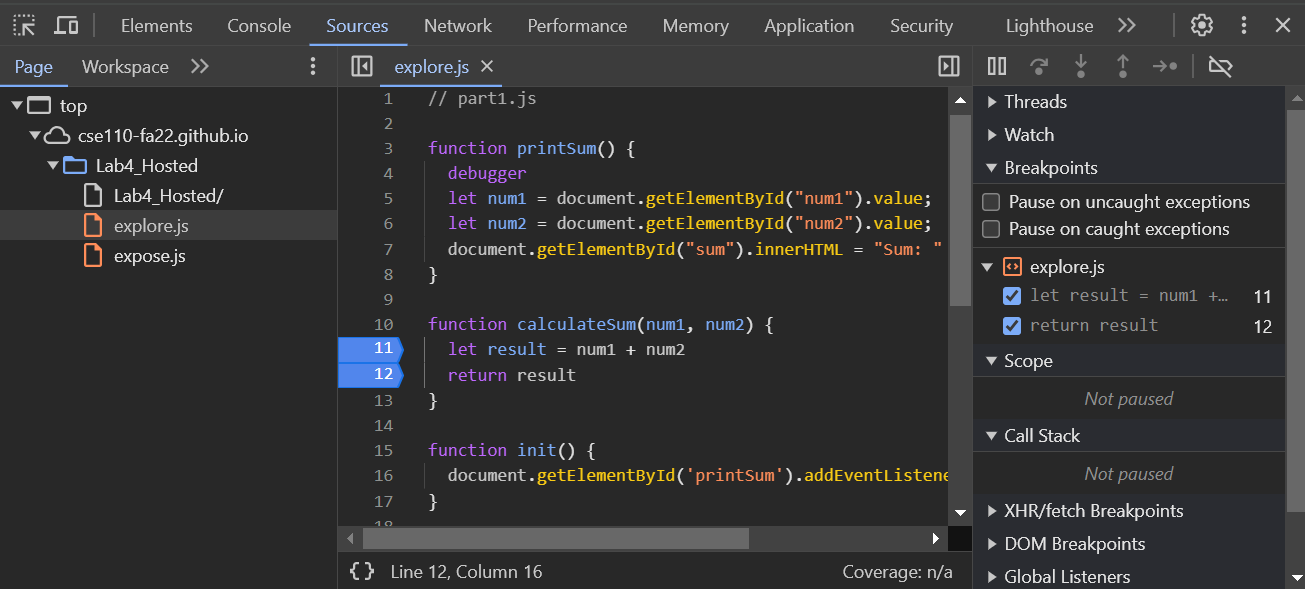 Elements Console Sources Network Performance Memory Application Security Lighthouse
Page Workspace
top
cse110-fa22.github.io
Lab4_Hosted
Lab4_Hosted/
explore.js
expose.js
explore.js
1 // part1.js
2
3 function printSum() {
4 debugger
5 let num1 = document.getElementById("num1").value;
6 let num2 = document.getElementById("num2").value;
7 document.getElementById("sum").innerHTML = "Sum: "
8 }
9
10 function calculateSum(num1, num2) {
11 let result = num1 + num2
12 return result
13 }
14
15 function init() {
16 document.getElementById('printSum').addEventListene
17 }
18
{ } Line 12, Column 16 Coverage: n/a
Threads
Watch
Breakpoints
Pause on uncaught exceptions
Pause on caught exceptions
explore.js
let result = num1 +… 11
return result 12
Scope
Not paused
Call Stack
Not paused
XHR/fetch Breakpoints
DOM Breakpoints
Global Listeners